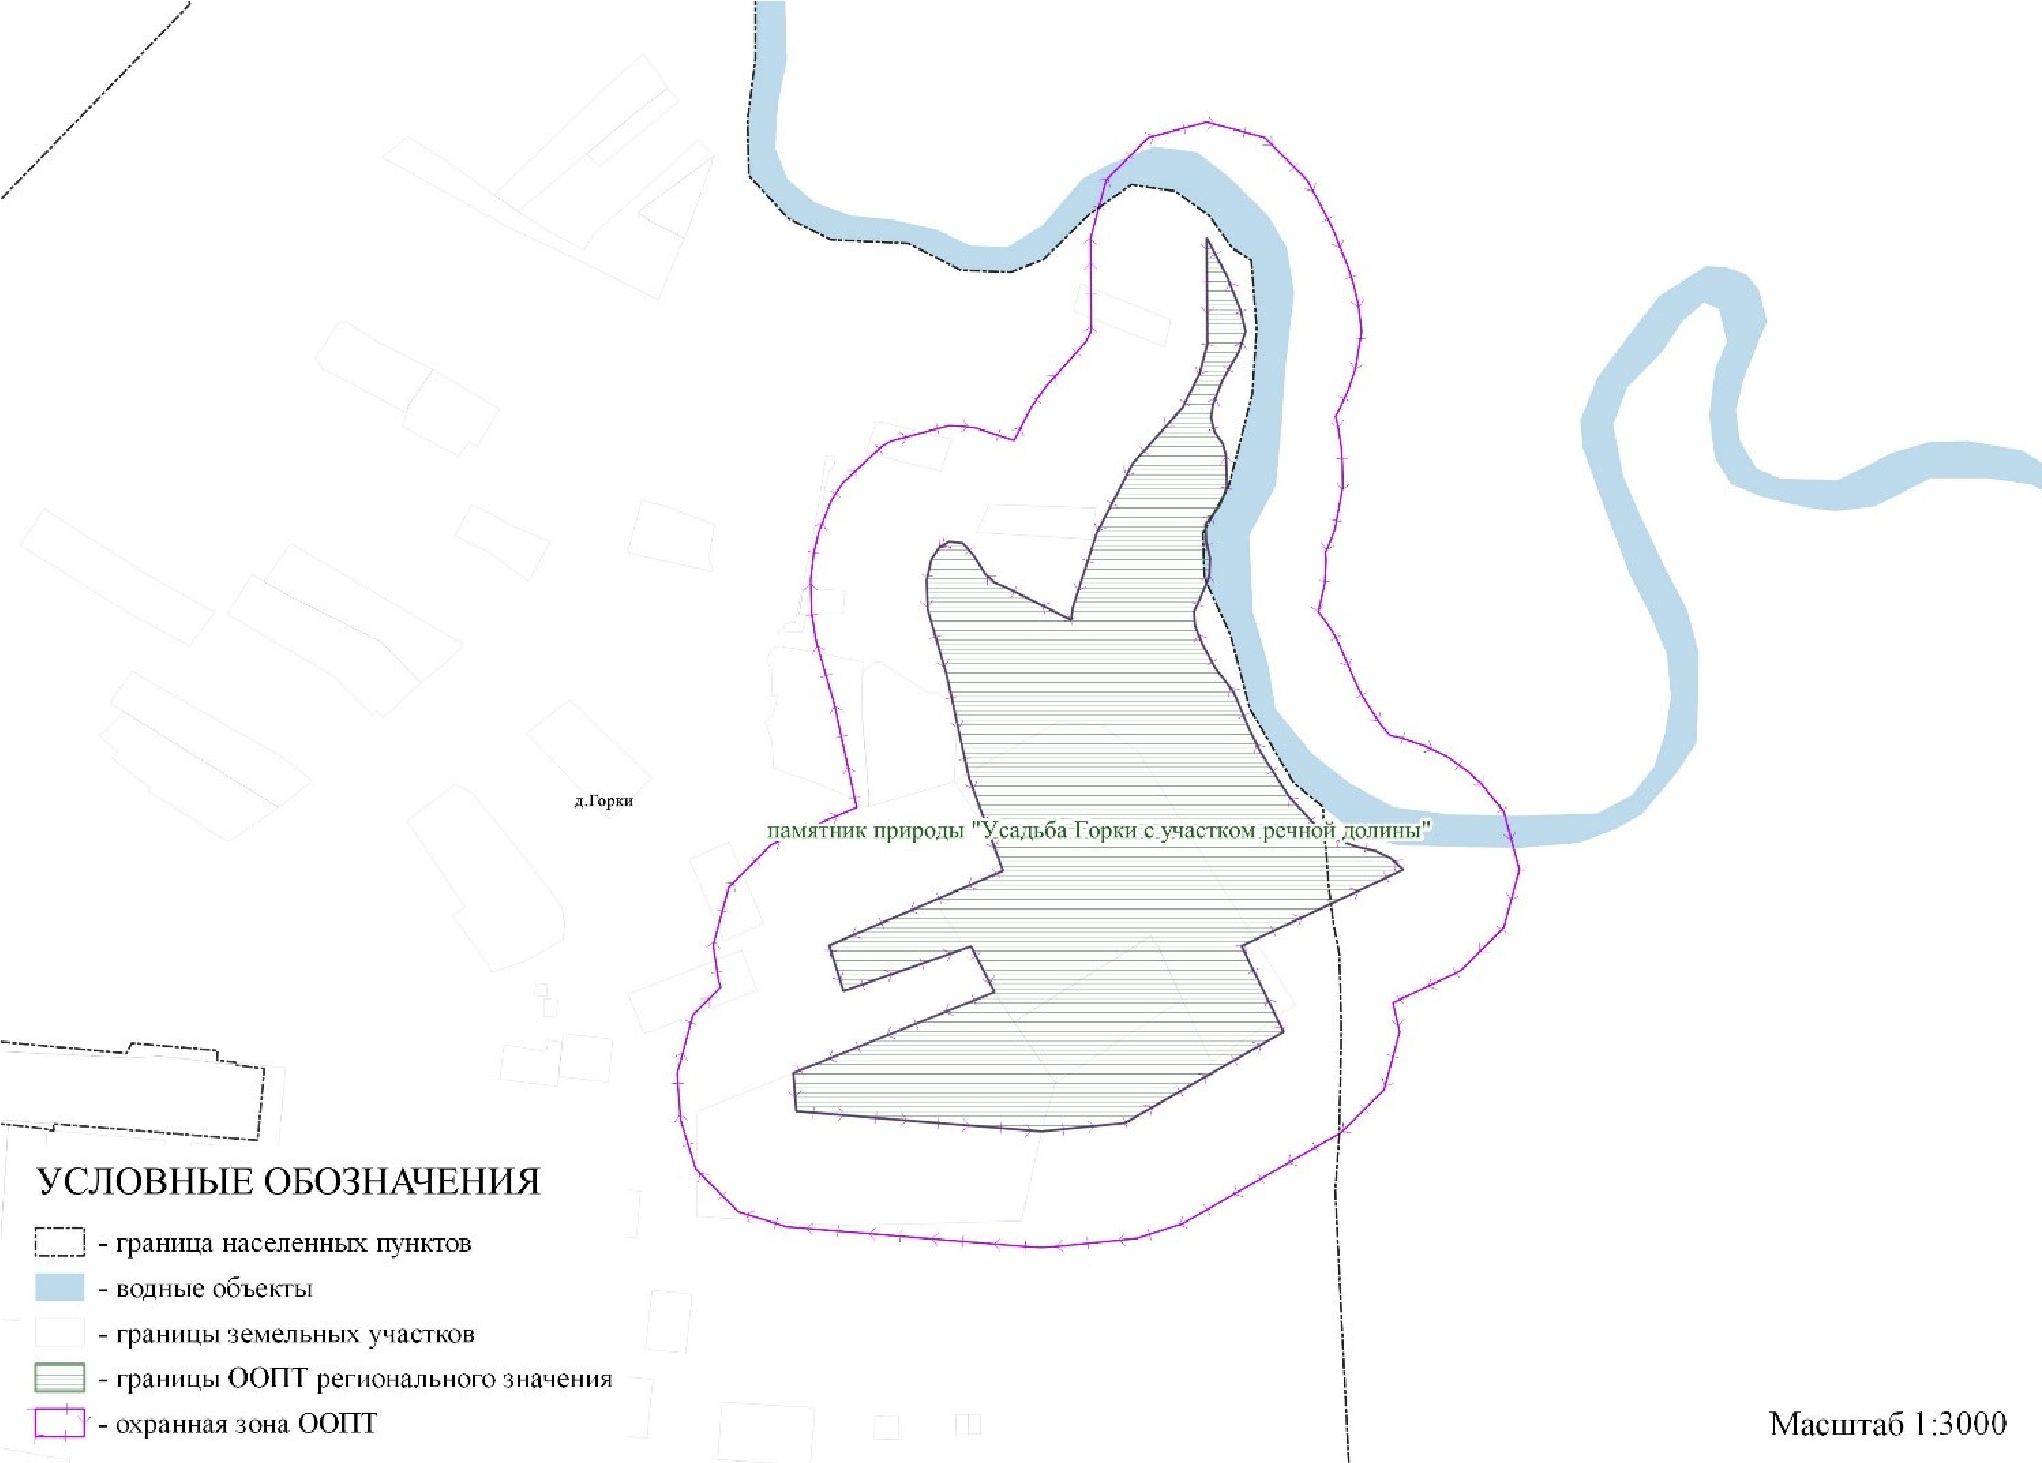 д.Горки
памятник природы "Усадьба Горки с участком речной долины"
УСЛОВНЫЕ ОБОЗНАЧЕНИЯ
- граница населенных пунктов
- водные объекты
- границы земельных участков
- границы ООПТ регионального значения
- охранная зона ООПТ
Масштаб 1:3000